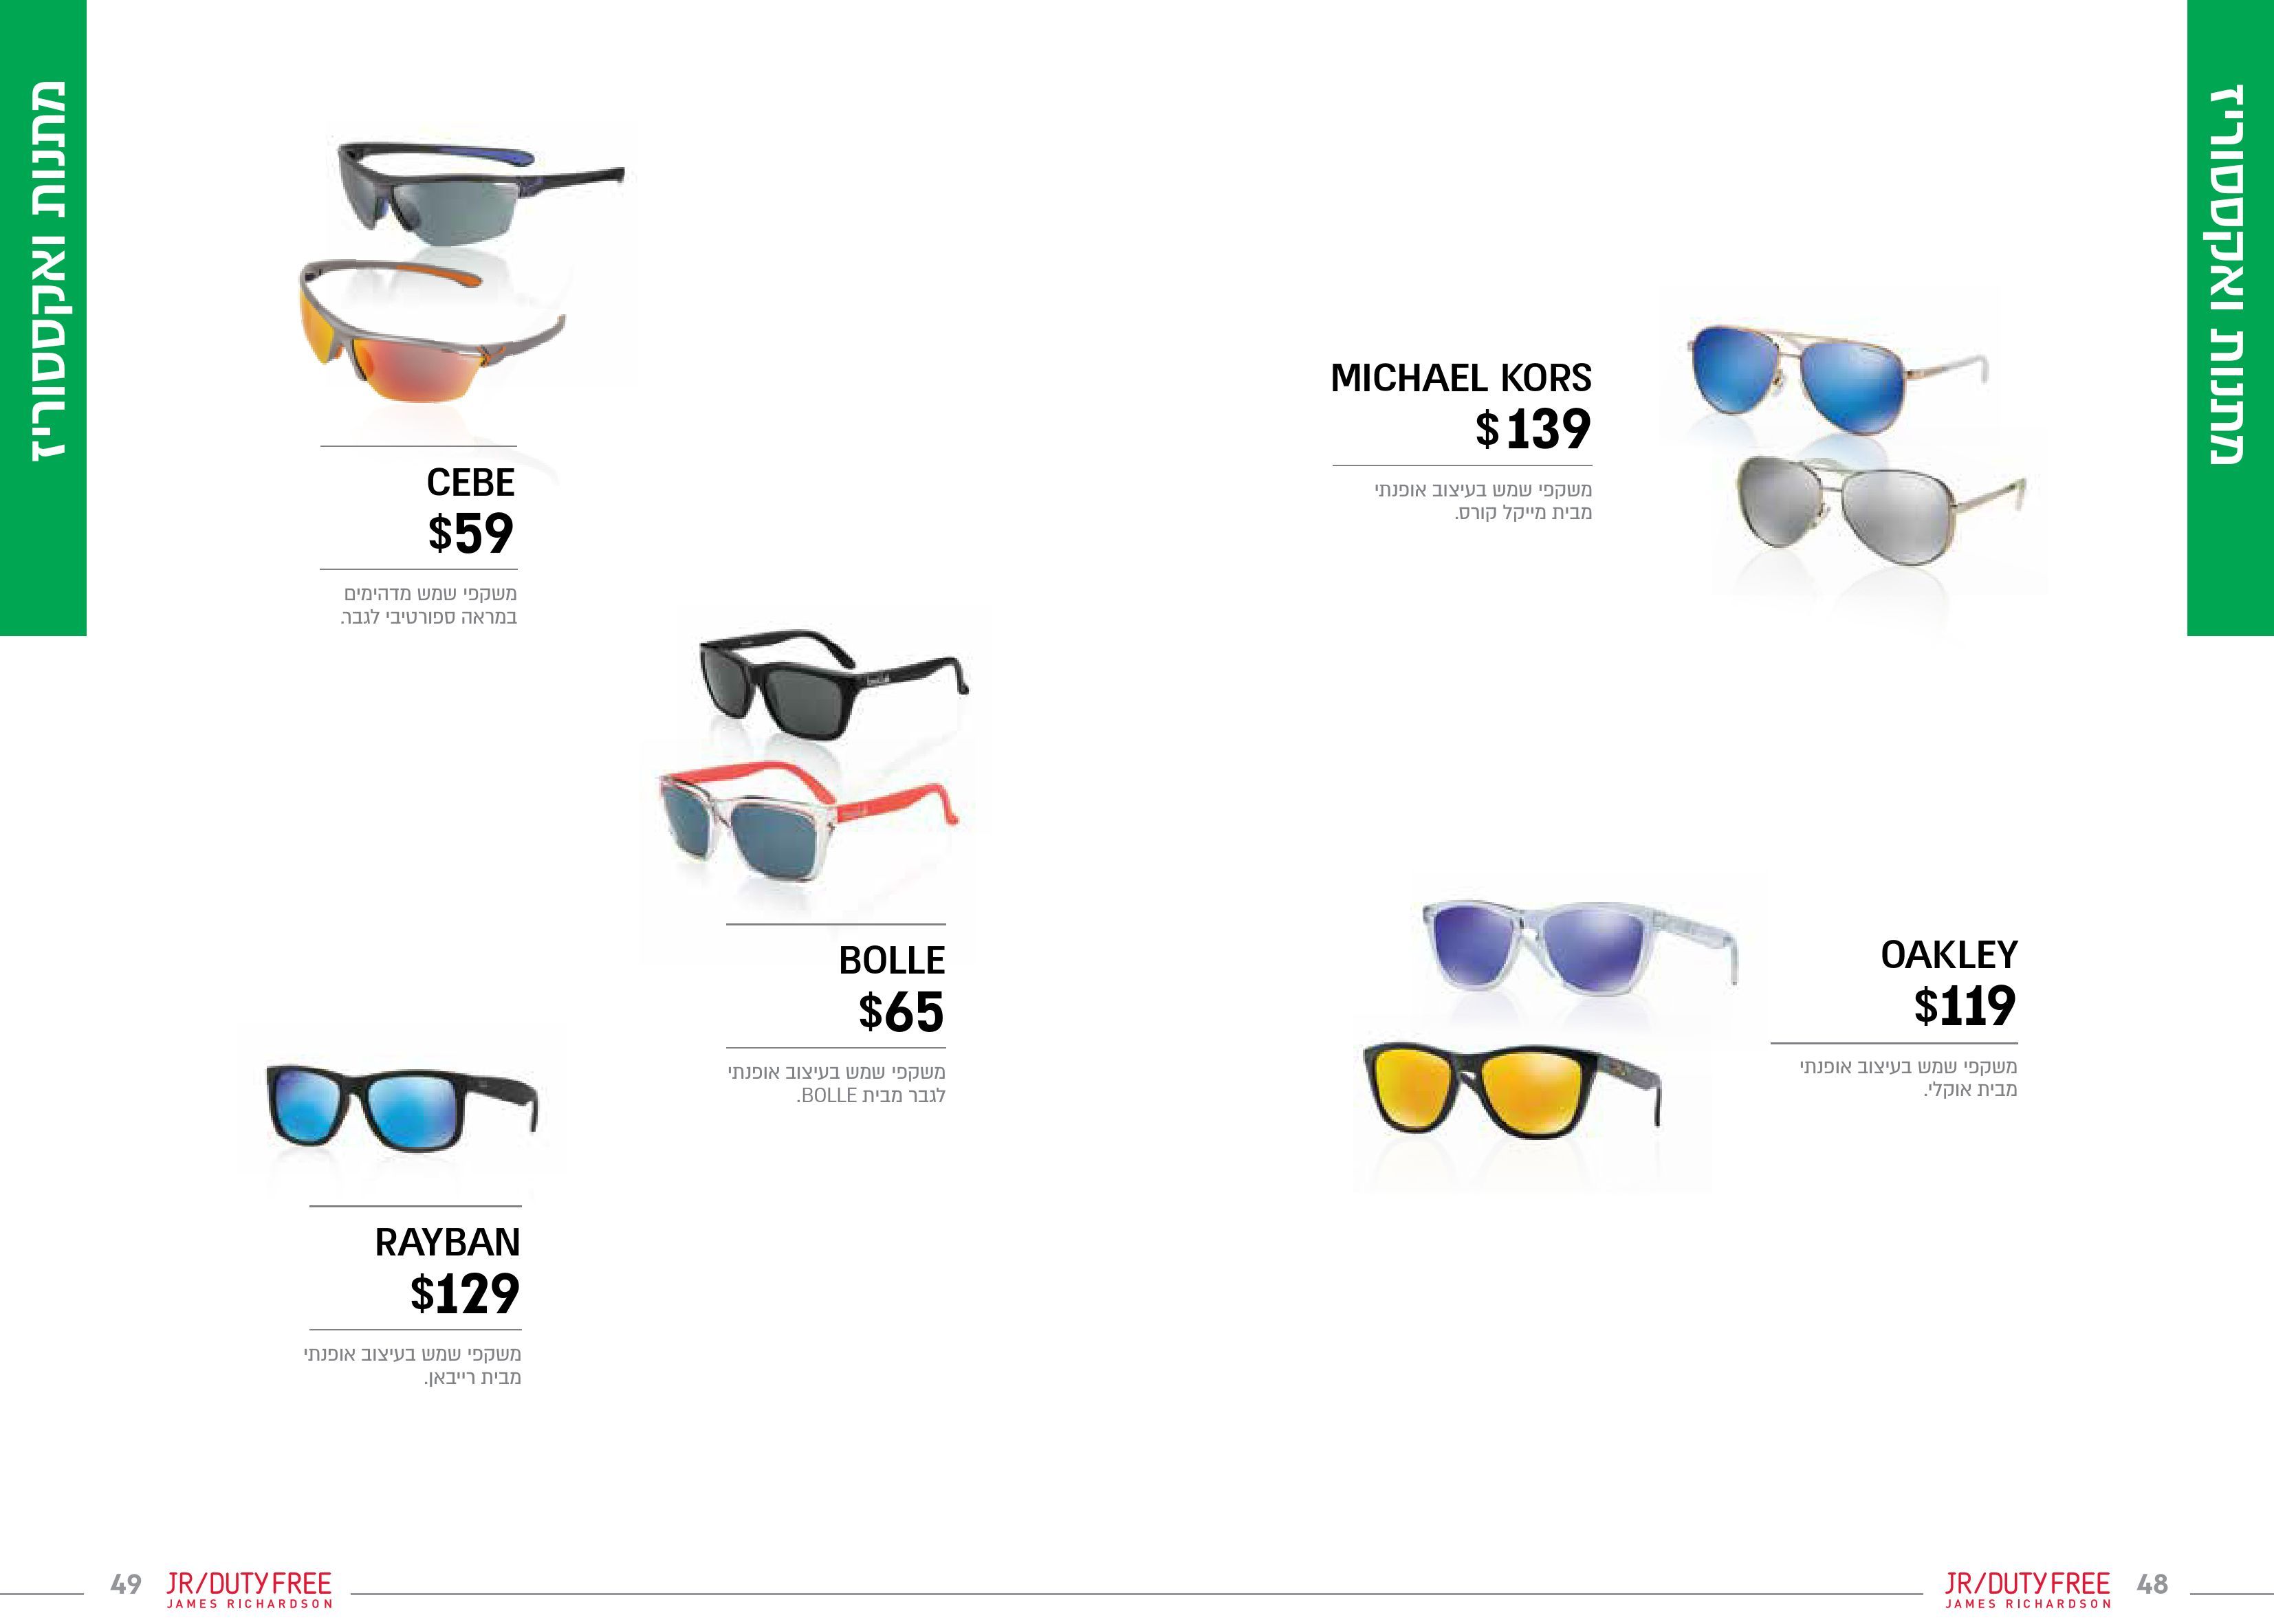 מתנות ואקססוריז
MICHAEL KORS
$139
משקפי שמש בעיצוב אופנתי
מבית מייקל קורס.
OAKLEY
$119
משקפי שמש בעיצוב אופנתי
מבית אוקלי.
48
JR/DUTY FREE
JAMES RICHARDSON
מתנות ואקססוריז
CEBE
$59
משקפי שמש מדהימים
במראה ספורטיבי לגבר.
BOLLE
$65
משקפי שמש בעיצוב אופנתי
לגבר מבית BOLLE.
RAYBAN
$129
משקפי שמש בעיצוב אופנתי
מבית רייבאן.
49
JR/DUTY FREE
JAMES RICHARDSON